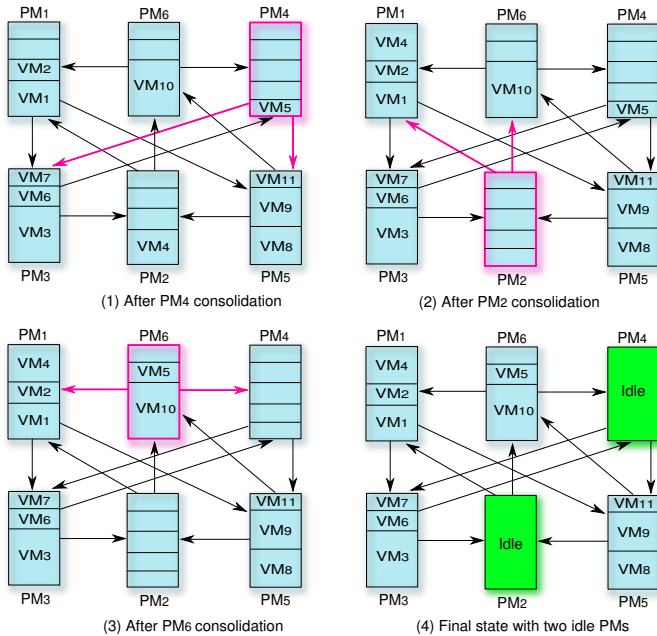 PM1 PM6 PM4
VM2 VM1 VM10 VM5
VM7 VM6 VM3 VM4 VM11 VM9 VM8
PM3 PM2 PM5
(1) After PM4 consolidation
PM1 PM6 PM4
VM4 VM2 VM1 VM10 VM5
VM7 VM6 VM3 VM11 VM9 VM8
PM3 PM2 PM5
(2) After PM2 consolidation
PM1 PM6 PM4
VM4 VM2 VM1 VM5 VM10
VM7 VM6 VM3 VM11 VM9 VM8
PM3 PM2 PM5
(3) After PM6 consolidation
PM1 PM6 PM4
VM4 VM2 VM1 VM5 VM10 Idle
VM7 VM6 VM3 Idle VM11 VM9 VM8
PM3 PM2 PM5
(4) Final state with two idle PMs